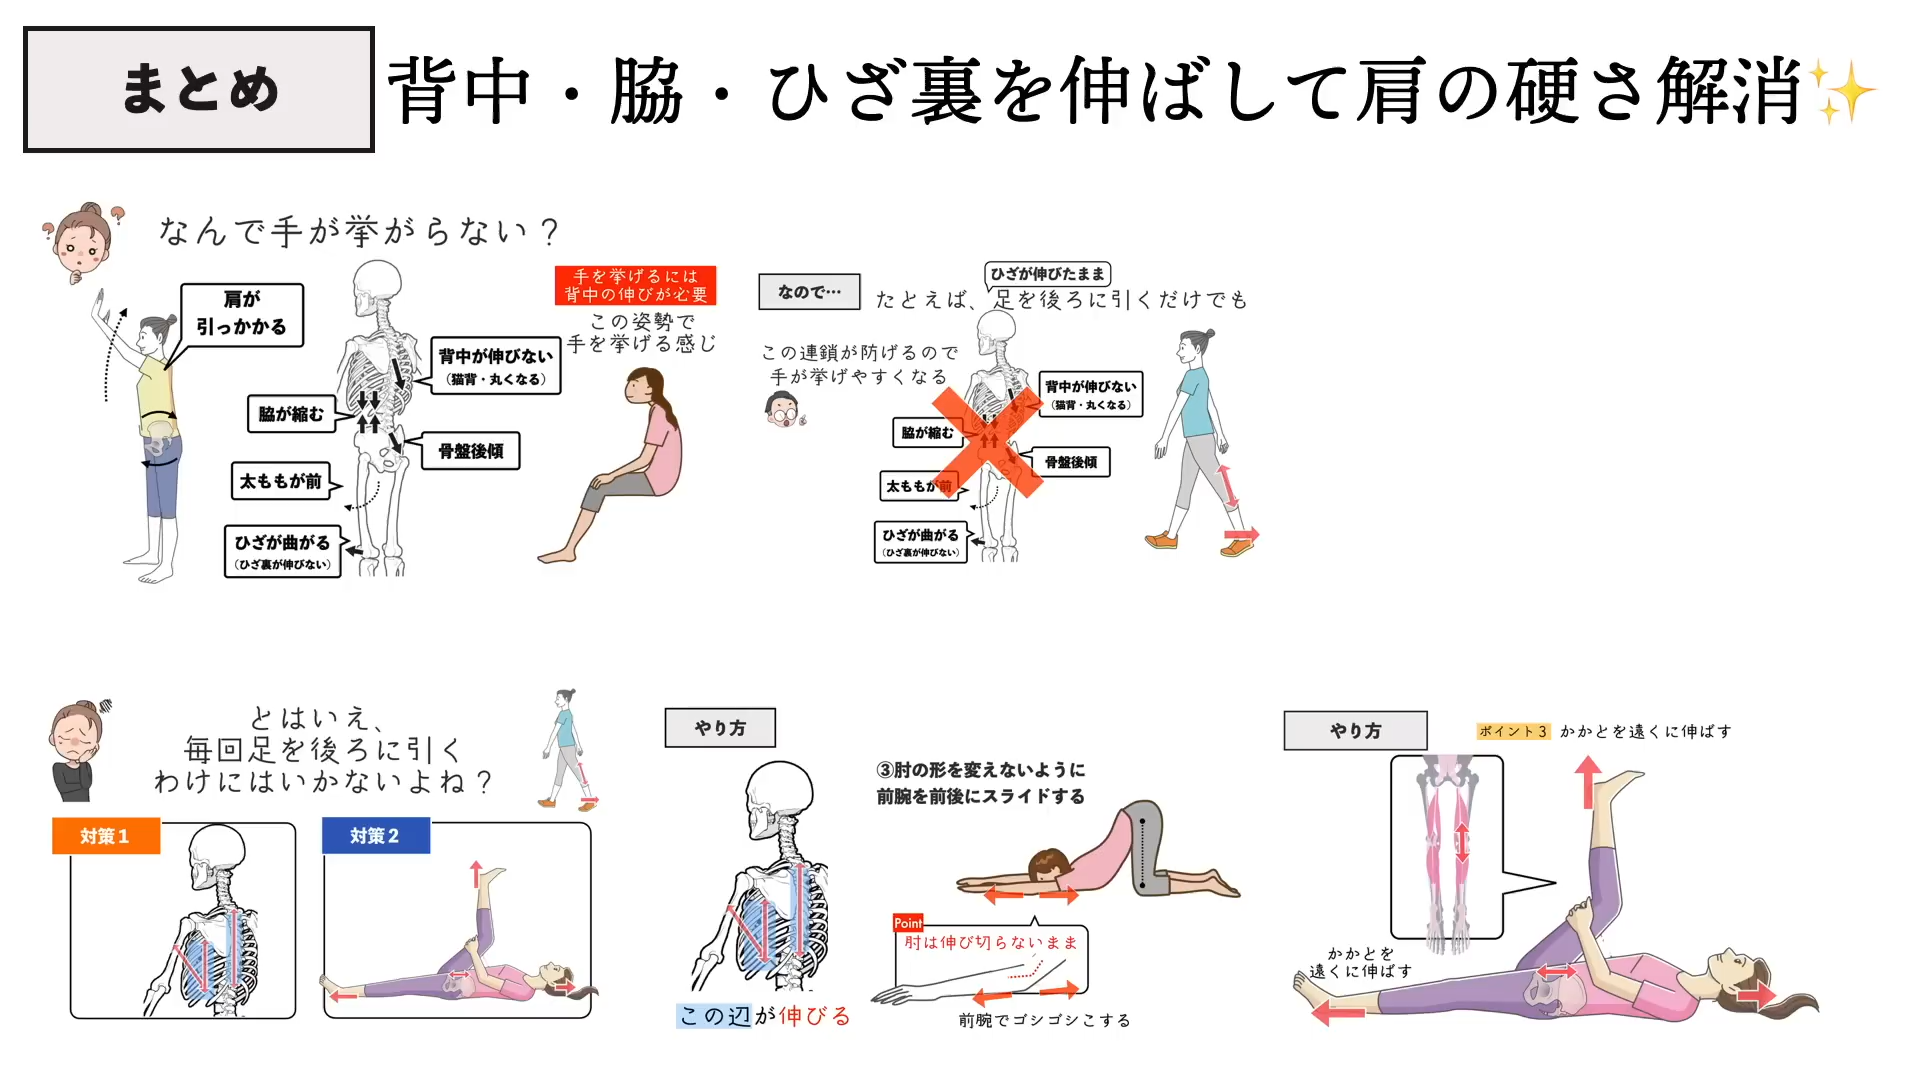 まとめ
背中・脇・ひざ裏を伸ばして肩の硬さ解消✨
なんで手が挙がらない？
肩が
引っかかる
背中が伸びない
（猫背・丸くなる）
脇が縮む
骨盤後傾
太ももが前
ひざが曲がる
（ひざ裏が伸びない）
手を挙げるには
背中の伸びが必要
この姿勢で
手を挙げる感じ
なので…
ひざが伸びたまま
たとえば、足を後ろに引くだけでも
この連鎖が防げるので
手が挙げやすくなる
背中が伸びない
（猫背・丸くなる）
脇が縮む
骨盤後傾
太ももが前
ひざが曲がる
（ひざ裏が伸びない）
とはいえ、
毎回足を後ろに引く
わけにはいかないよね？
対策１
対策２
やり方
この辺が伸びる
③肘の形を変えないように
前腕を前後にスライドする
Point
肘は伸び切らないまま
前腕でゴシゴシこする
やり方
ポイント３ かかとを遠くに伸ばす
かかとを
遠くに伸ばす